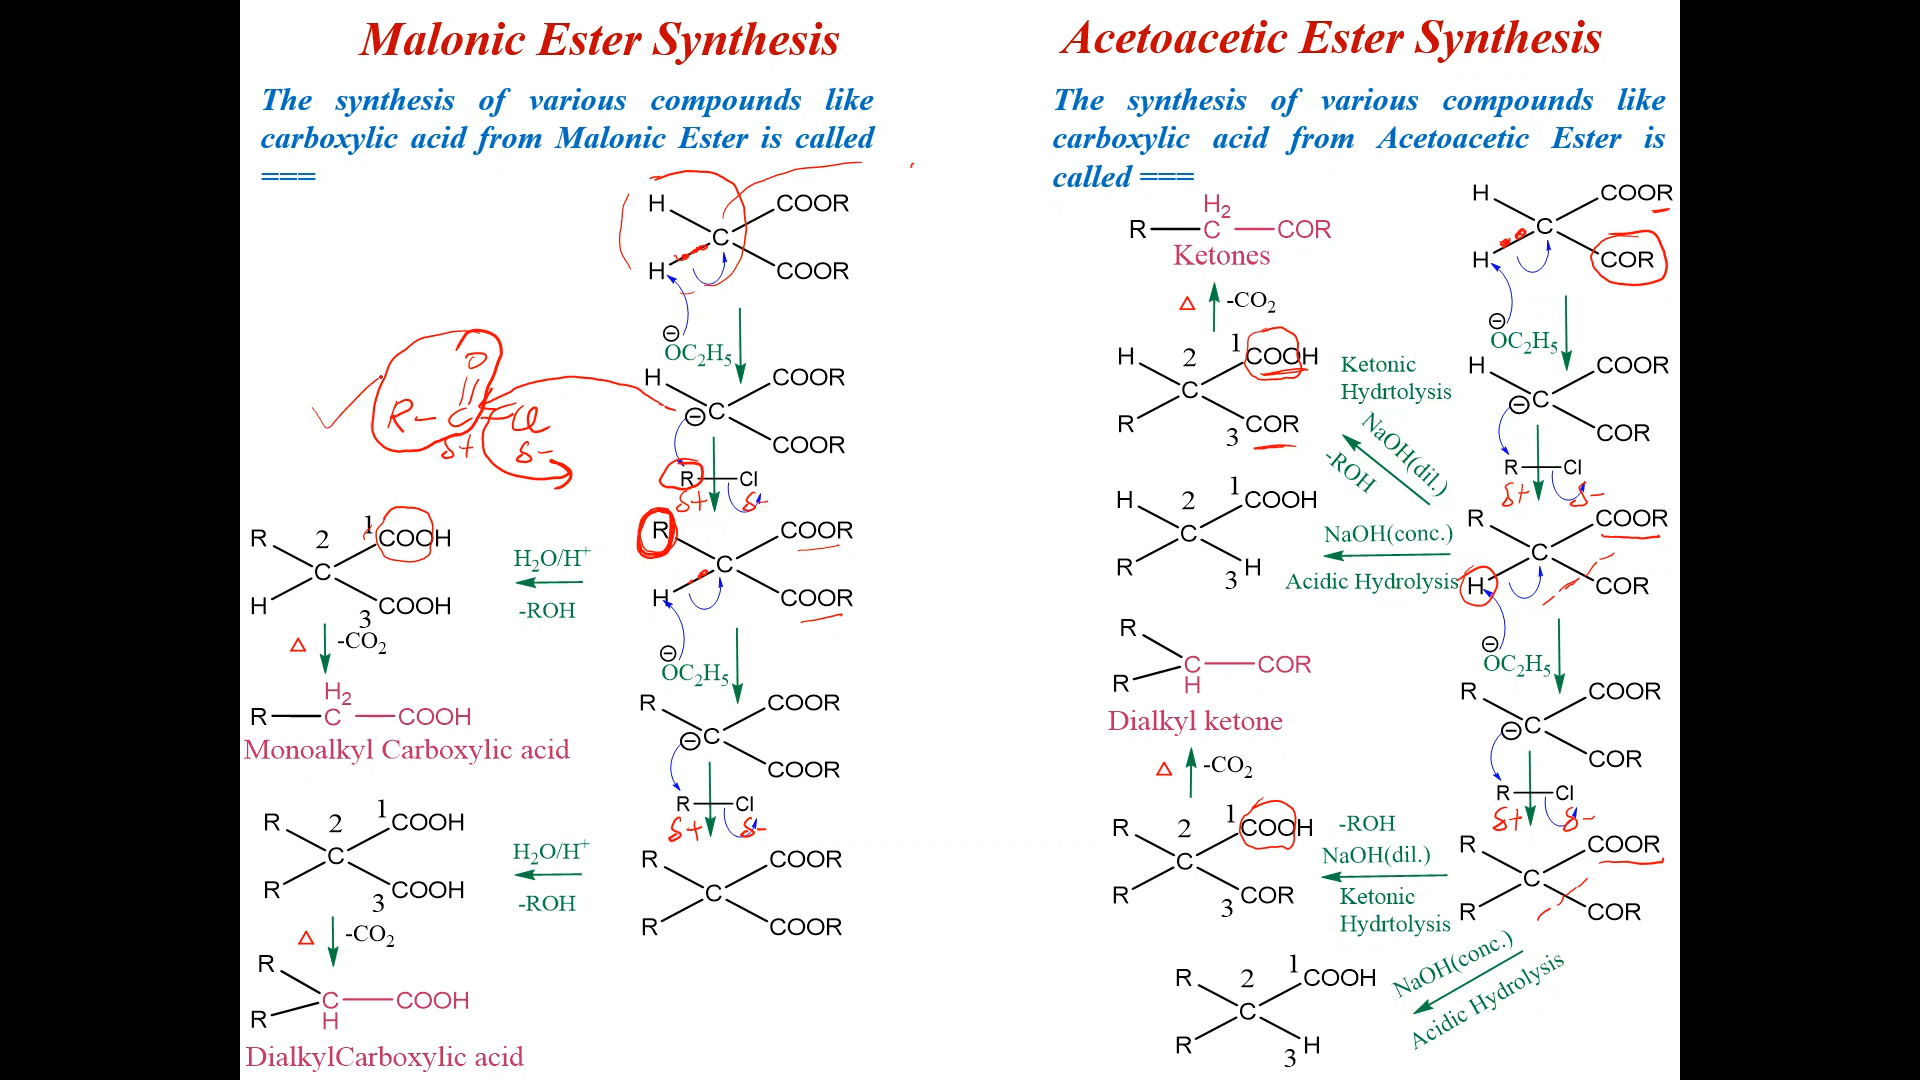 Malonic Ester Synthesis
The synthesis of various compounds like
carboxylic acid from Malonic Ester is called
===
H COOR
C
H COOR
⊖
OC2H5
H COOR
⊖ C
COOR
R Cl
δ+ δ-
O
R-C-Cl
δ+ δ-
R COOR
C
H COOR
H2O/H+
-ROH
R 2 1 COOH
C
H 3 COOH
△ -CO2
H2
R C COOH
Monoalkyl Carboxylic acid
⊖
OC2H5
R COOR
⊖ C
COOR
R Cl
δ+ δ-
R COOR
C
R COOR
H2O/H+
-ROH
R 2 1 COOH
C
R 3 COOH
△ -CO2
R
C COOH
R H
DialkylCarboxylic acid
Acetoacetic Ester Synthesis
The synthesis of various compounds like
carboxylic acid from Acetoacetic Ester is
called ===
H COOR
C
H COR
⊖
OC2H5
H COOR
⊖ C
COR
R Cl
δ+ δ-
R COOR
C
H COR
NaOH(dil.)
-ROH
Ketonic
Hydrtolysis
H 2 1 COOH
C
R 3 COR
△ -CO2
H2
R C COR
Ketones
NaOH(conc.)
Acidic Hydrolysis
H 2 1 COOH
C
R 3 H
⊖
OC2H5
R COOR
⊖ C
COR
R Cl
δ+ δ-
R COOR
C
R COR
-ROH
NaOH(dil.)
Ketonic
Hydrtolysis
R 2 1 COOH
C
R 3 COR
△ -CO2
R
C COR
R H
Dialkyl ketone
NaOH(conc.)
Acidic Hydrolysis
R 2 1 COOH
C
R 3 H